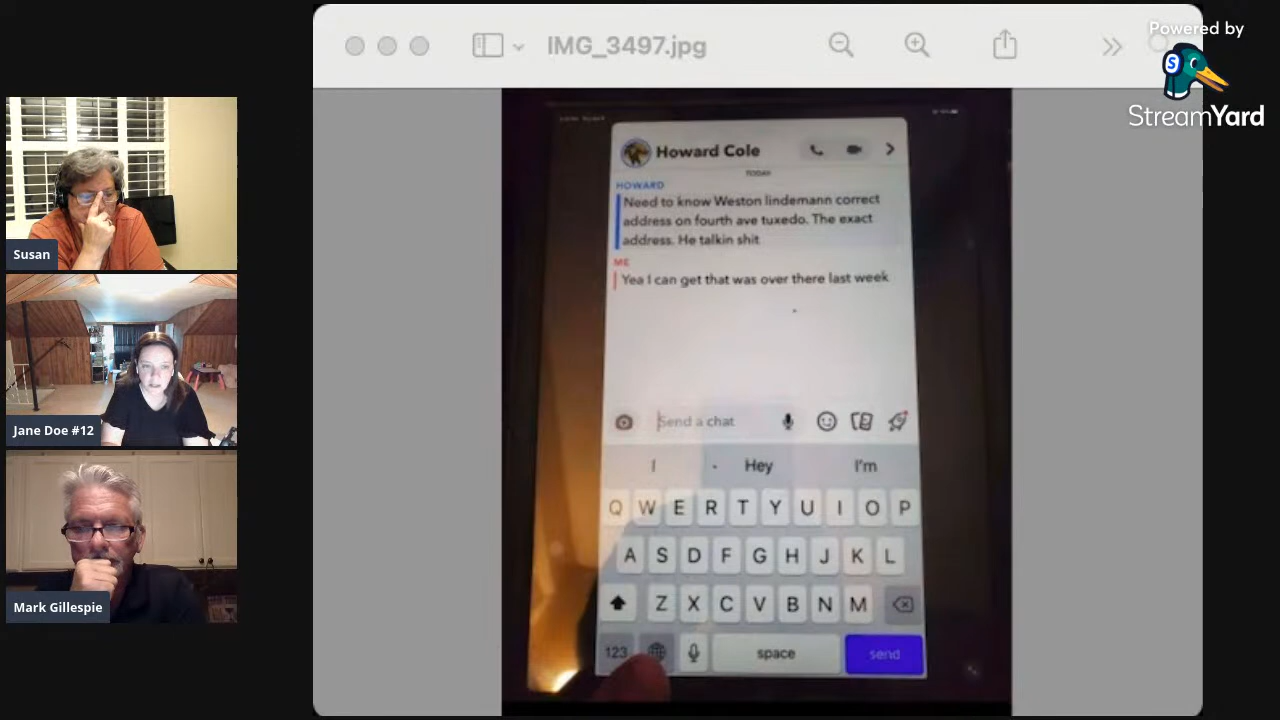 IMG_3497.jpg
Powered by
StreamYard
Howard Cole
TODAY
HOWARD
Need to know Weston lindemann correct
address on fourth ave tuxedo. The exact
address. He talkin shit
ME
Yea I can get that was over there last week
Send a chat
I
Hey
I'm
Q W E R T Y U I O P
A S D F G H J K L
Z X C V B N M
123
space
send
Susan
Jane Doe #12
Mark Gillespie